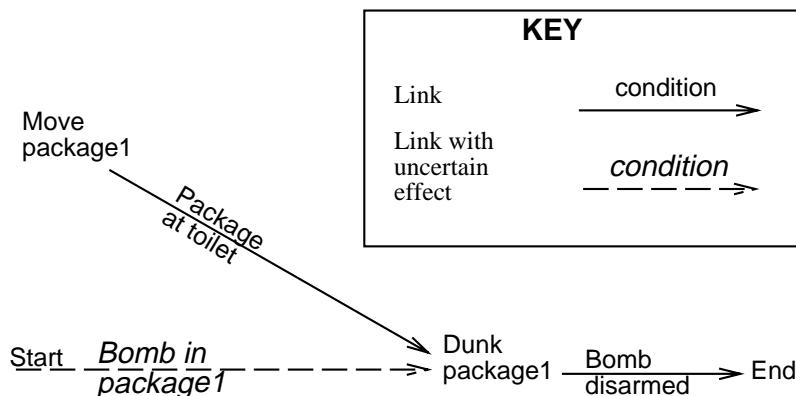 KEY
Link
condition
Link with
uncertain
effect
condition
Move
package1
Package
at toilet
Start
Bomb in
package1
Dunk
package1
Bomb
disarmed
End